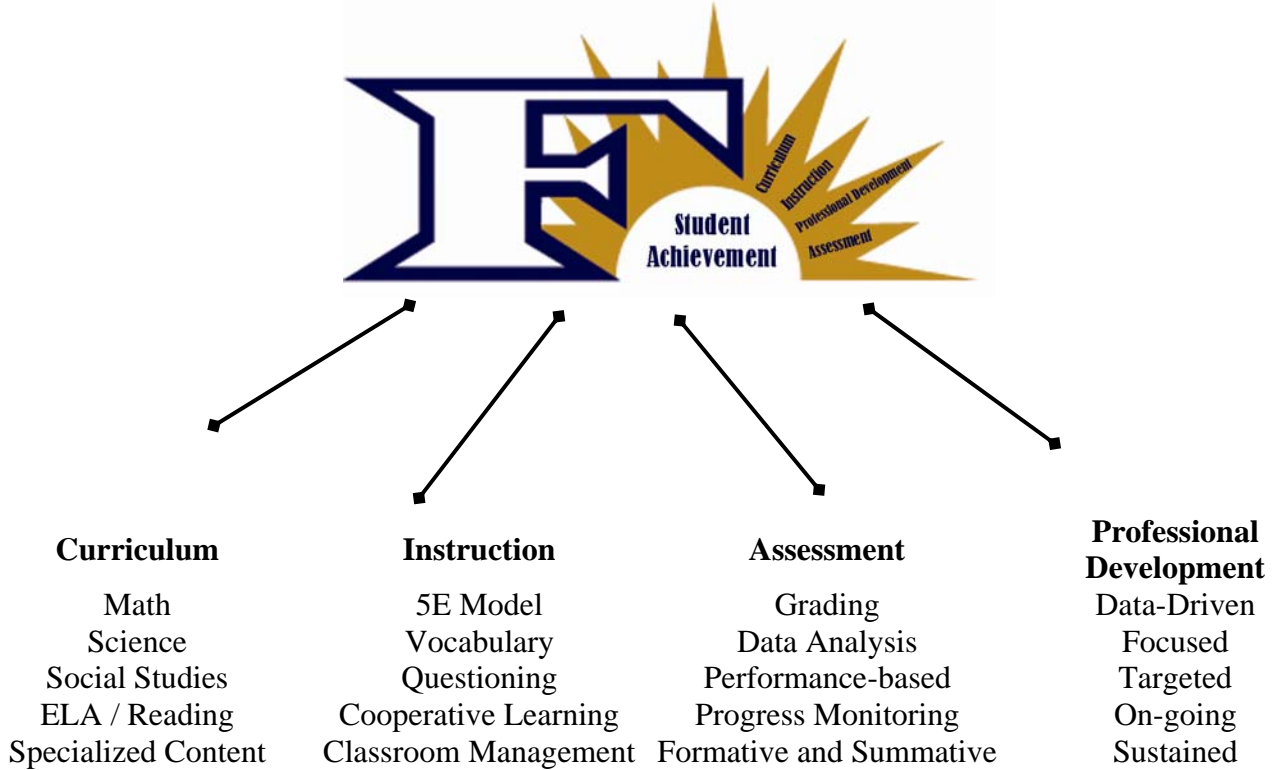 Curriculum
Instruction
Professional Development
Assessment
Student
Achievement
Curriculum
Math
Science
Social Studies
ELA / Reading
Specialized Content
Instruction
5E Model
Vocabulary
Questioning
Cooperative Learning
Classroom Management
Assessment
Grading
Data Analysis
Performance-based
Progress Monitoring
Formative and Summative
Professional
Development
Data-Driven
Focused
Targeted
On-going
Sustained